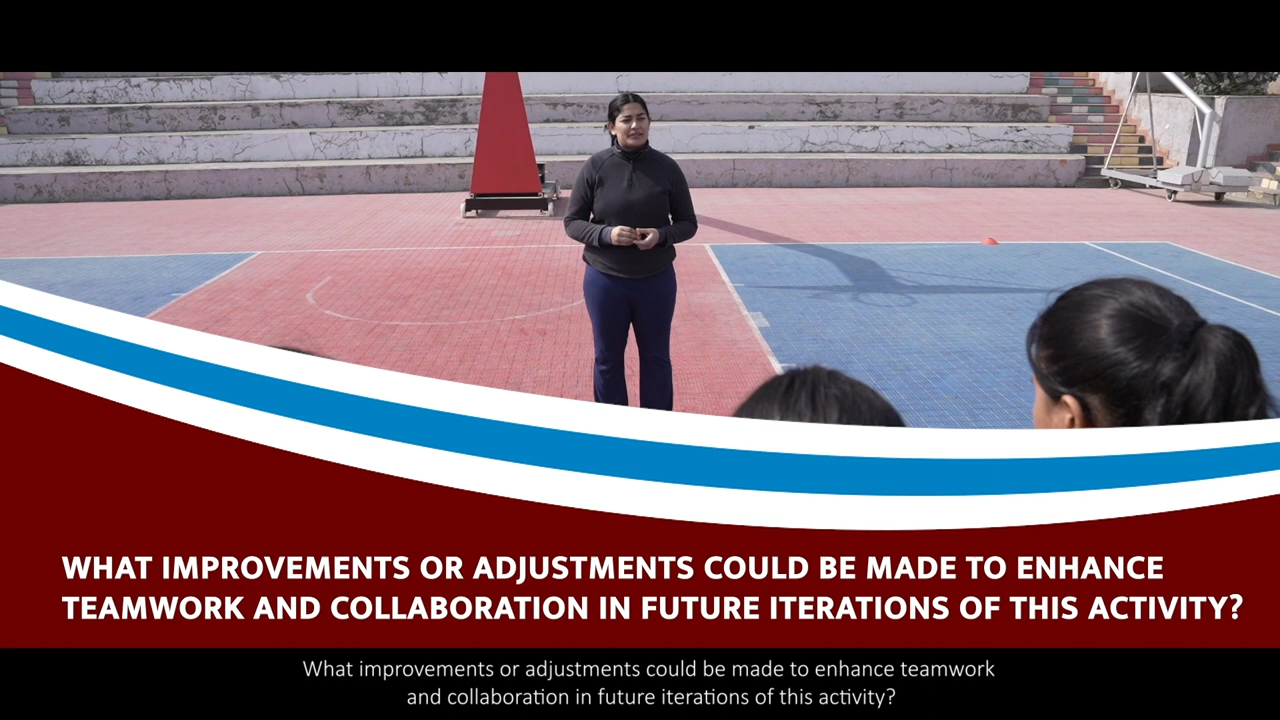 WHAT IMPROVEMENTS OR ADJUSTMENTS COULD BE MADE TO ENHANCE
TEAMWORK AND COLLABORATION IN FUTURE ITERATIONS OF THIS ACTIVITY?
What improvements or adjustments could be made to enhance teamwork
and collaboration in future iterations of this activity?